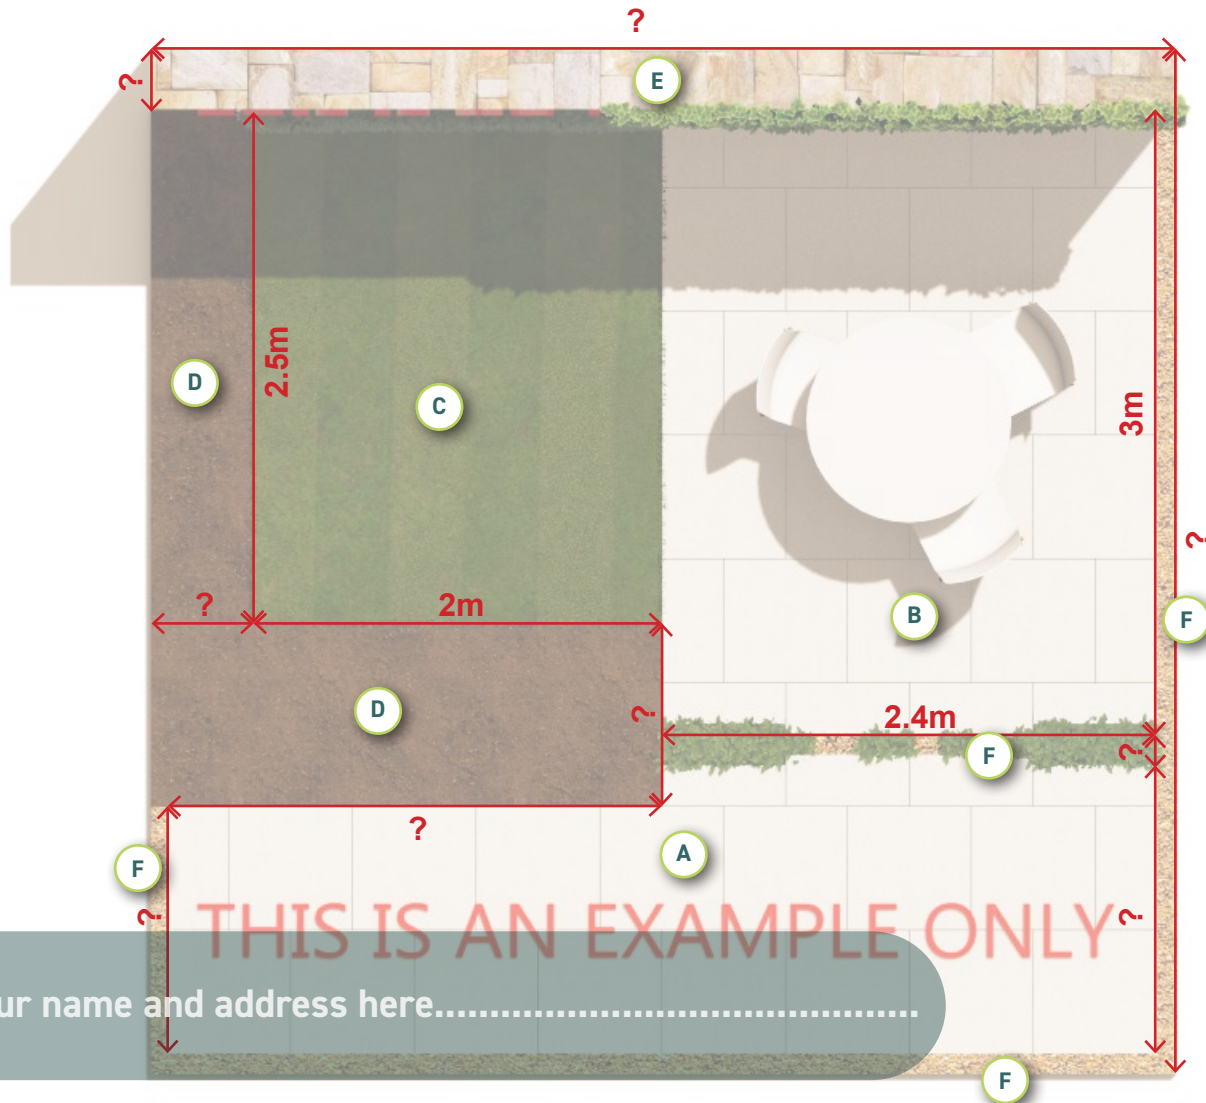 ?
?
E
2.5m
D
C
3m
?
?
2m
B
F
D
?
2.4m
F
?
?
A
F
?
?
THIS IS AN EXAMPLE ONLY
ur name and address here............................................
F